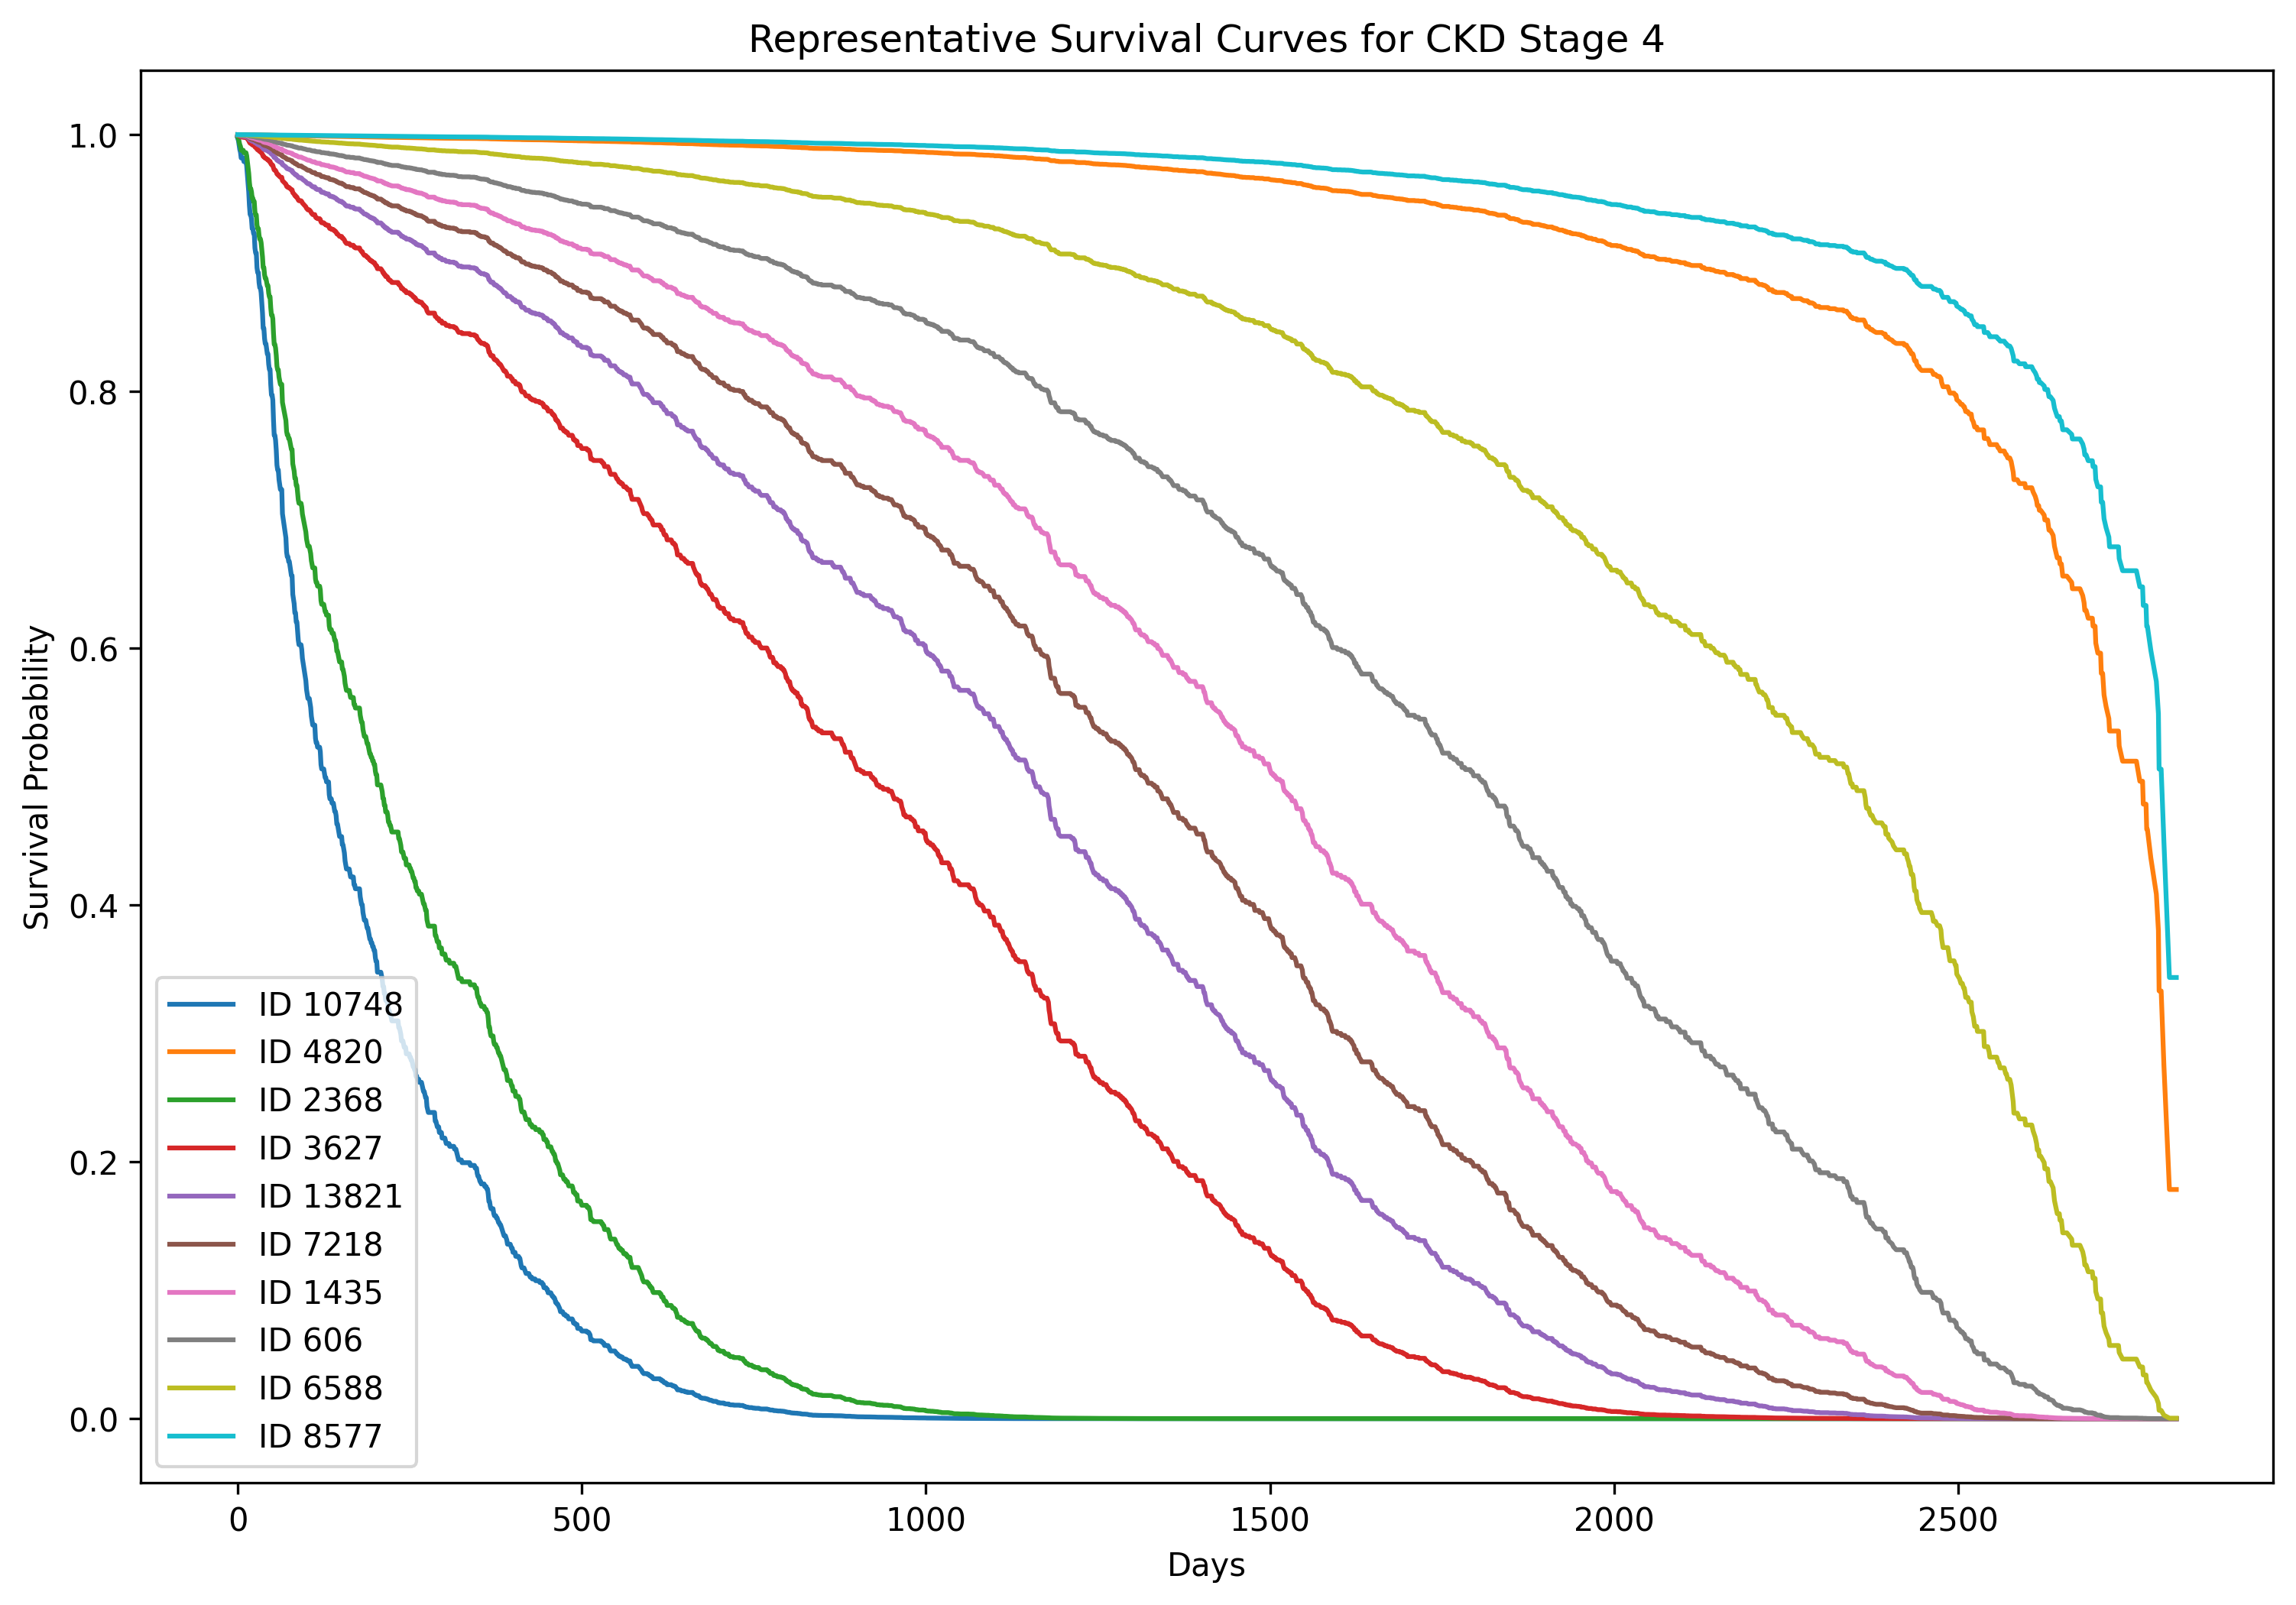 Representative Survival Curves for CKD Stage 4
Survival Probability
1.0
0.8
0.6
0.4
0.2
0.0
ID 10748
ID 4820
ID 2368
ID 3627
ID 13821
ID 7218
ID 1435
ID 606
ID 6588
ID 8577
0 500 1000 1500 2000 2500
Days